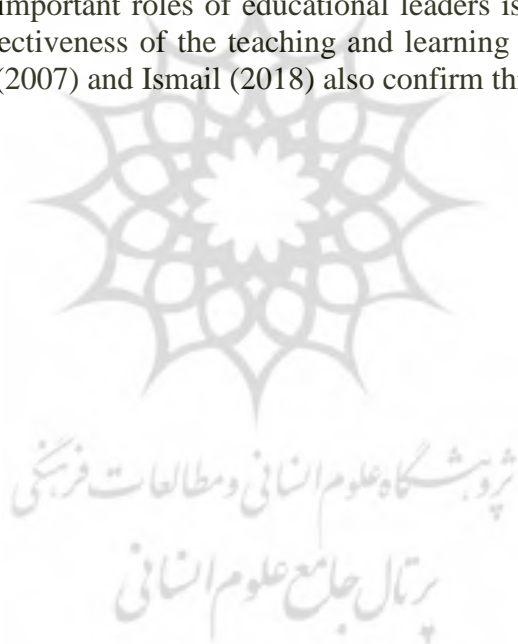 important roles of educational leaders is
ectiveness of the teaching and learning
(2007) and Ismail (2018) also confirm th
پژوهشگاه علوم انسانی و مطالعات فرهنگی
پرتال جامع علوم انسانی